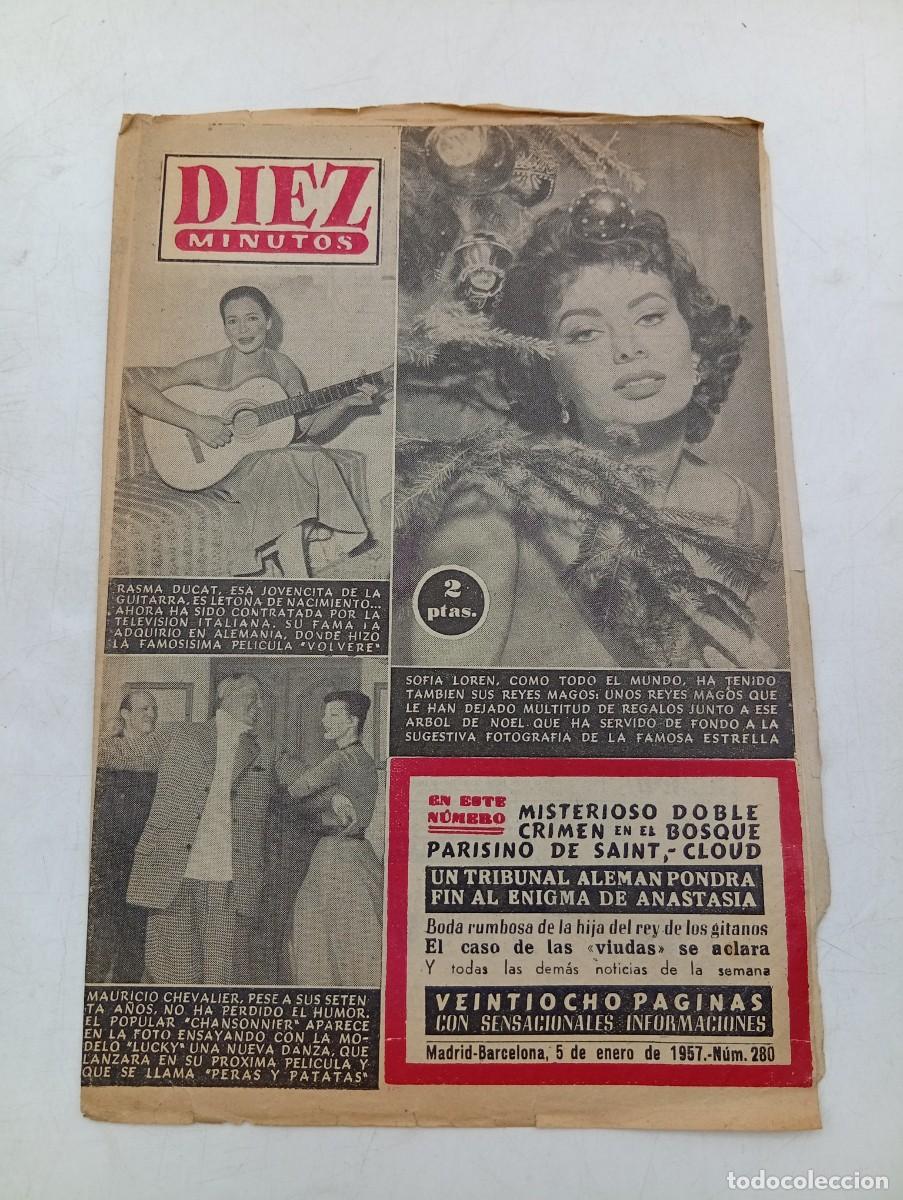 DIEZ
MINUTOS
RASMA DUCAT, ESA JOVENCITA DE LA
GUITARRA, ES LETONA DE NACIMIENTO...
AHORA HA SIDO CONTRATADA POR LA
TELEVISION ITALIANA. SU FAMA LA
ADQUIRIO EN ALEMANIA, DONDE HIZO
LA FAMOSISIMA PELICULA "VOLVERE"
2
ptas.
SOFIA LOREN, COMO TODO EL MUNDO, HA TENIDO
TAMBIEN SUS REYES MAGOS: UNOS REYES MAGOS QUE
LE HAN DEJADO MULTITUD DE REGALOS JUNTO A ESE
ARBOL DE NOEL QUE HA SERVIDO DE FONDO A LA
SUGESTIVA FOTOGRAFIA DE LA FAMOSA ESTRELLA
MAURICIO CHEVALIER, PESE A SUS SETEN-
TA AÑOS, NO HA PERDIDO EL HUMOR.
EL POPULAR "CHANSONNIER" APARECE
EN LA FOTO ENSAYANDO CON LA MO-
DELO "LUCKY" UNA NUEVA DANZA, QUE
LANZARA EN SU PROXIMA PELICULA Y
QUE SE LLAMA "PERAS Y PATATAS"
EN ESTE
NÚMERO
MISTERIOSO DOBLE
CRIMEN EN EL BOSQUE
PARISINO DE SAINT,-CLOUD
UN TRIBUNAL ALEMAN PONDRA
FIN AL ENIGMA DE ANASTASIA
Boda rumbosa de la hija del rey de los gitanos
El caso de las «viudas» se aclara
Y todas las demás noticias de la semana
VEINTIOCHO PAGINAS
CON SENSACIONALES INFORMACIONES
Madrid-Barcelona, 5 de enero de 1957.-Núm. 280
todocoleccion